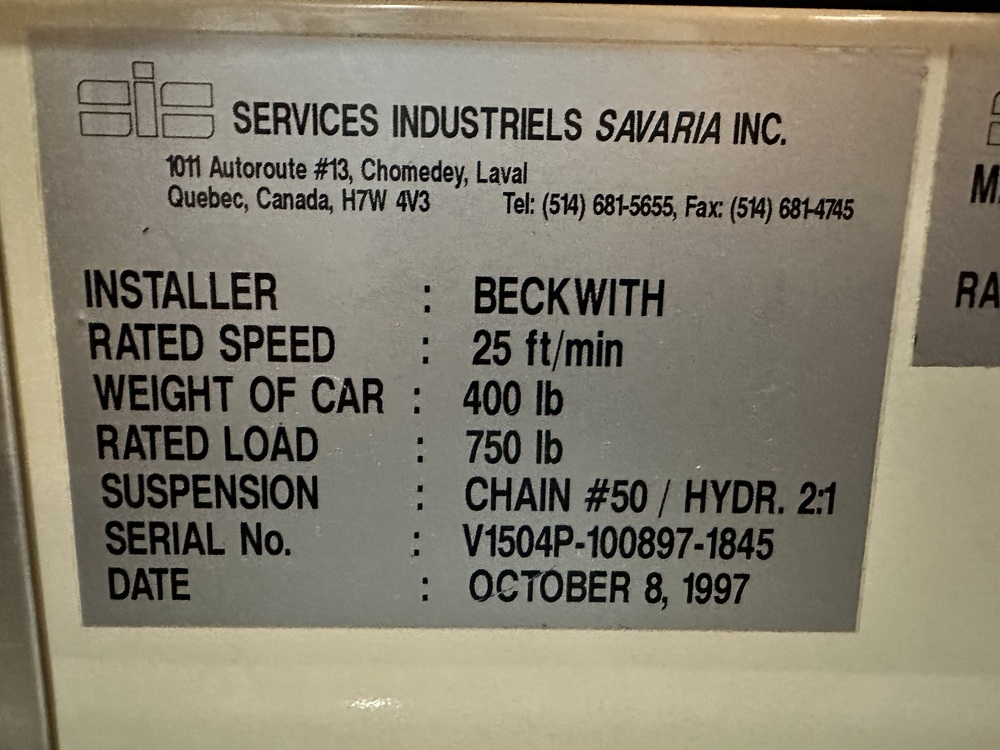 SIS SERVICES INDUSTRIELS SAVARIA INC.
1011 Autoroute #13, Chomedey, Laval
Quebec, Canada, H7W 4V3 Tel: (514) 681-5655, Fax: (514) 681-4745
INSTALLER : BECKWITH
RATED SPEED : 25 ft/min
WEIGHT OF CAR : 400 lb
RATED LOAD : 750 lb
SUSPENSION : CHAIN #50 / HYDR. 2:1
SERIAL No. : V1504P-100897-1845
DATE : OCTOBER 8, 1997